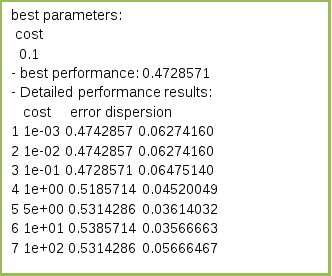 best parameters:
cost
0.1
- best performance: 0.4728571
- Detailed performance results:
cost error dispersion
1 1e-03 0.4742857 0.06274160
2 1e-02 0.4742857 0.06274160
3 1e-01 0.4728571 0.06475140
4 1e+00 0.5185714 0.04520049
5 5e+00 0.5314286 0.03614032
6 1e+01 0.5385714 0.03566663
7 1e+02 0.5314286 0.05666467